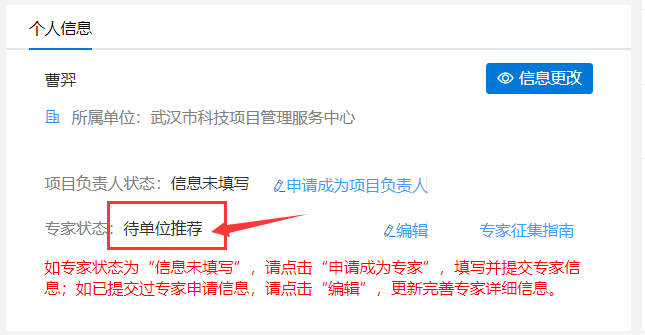 个人信息
曹羿
信息更改
所属单位：武汉市科技项目管理服务中心
项目负责人状态：信息未填写 申请成为项目负责人
专家状态：待单位推荐 编辑 专家征集指南
如专家状态为“信息未填写”，请点击“申请成为专家”，填写并提交专家信
息；如已提交过专家申请信息，请点击“编辑”，更新完善专家详细信息。